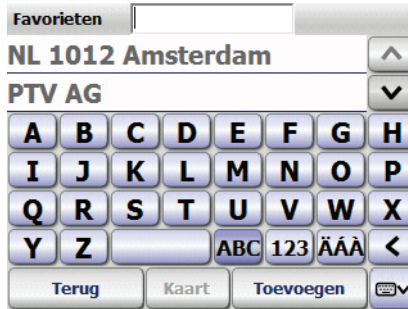 Favorieten
NL 1012 Amsterdam
PTV AG
A B C D E F G H
I J K L M N O P
Q R S T U V W X
Y Z ABC 123 ÄÁÀ <
Terug Kaart Toevoegen